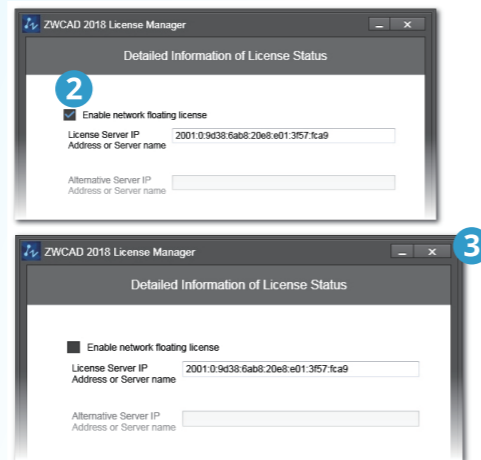 ZWCAD 2018 License Manager
Detailed Information of License Status
2
Enable network floating license
License Server IP
Address or Server name
2001:0:9d38:6ab8:20e8:e01:3f57:fca9
Alternative Server IP
Address or Server name
3
ZWCAD 2018 License Manager
Detailed Information of License Status
Enable network floating license
License Server IP
Address or Server name
2001:0:9d38:6ab8:20e8:e01:3f57:fca9
Alternative Server IP
Address or Server name